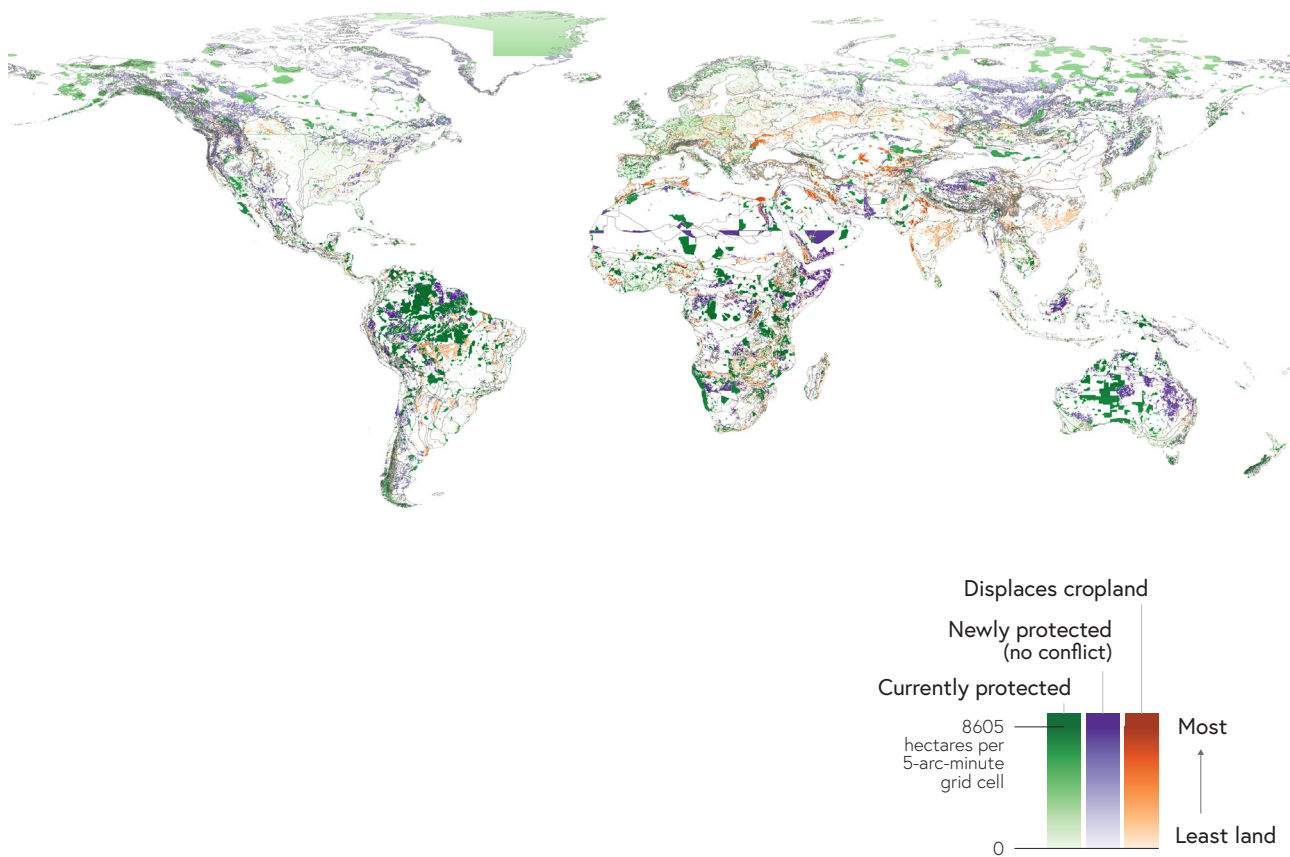 Displaces cropland
Newly protected
(no conflict)
Currently protected
8605
hectares per
5-arc-minute
grid cell
Most
0
Least land